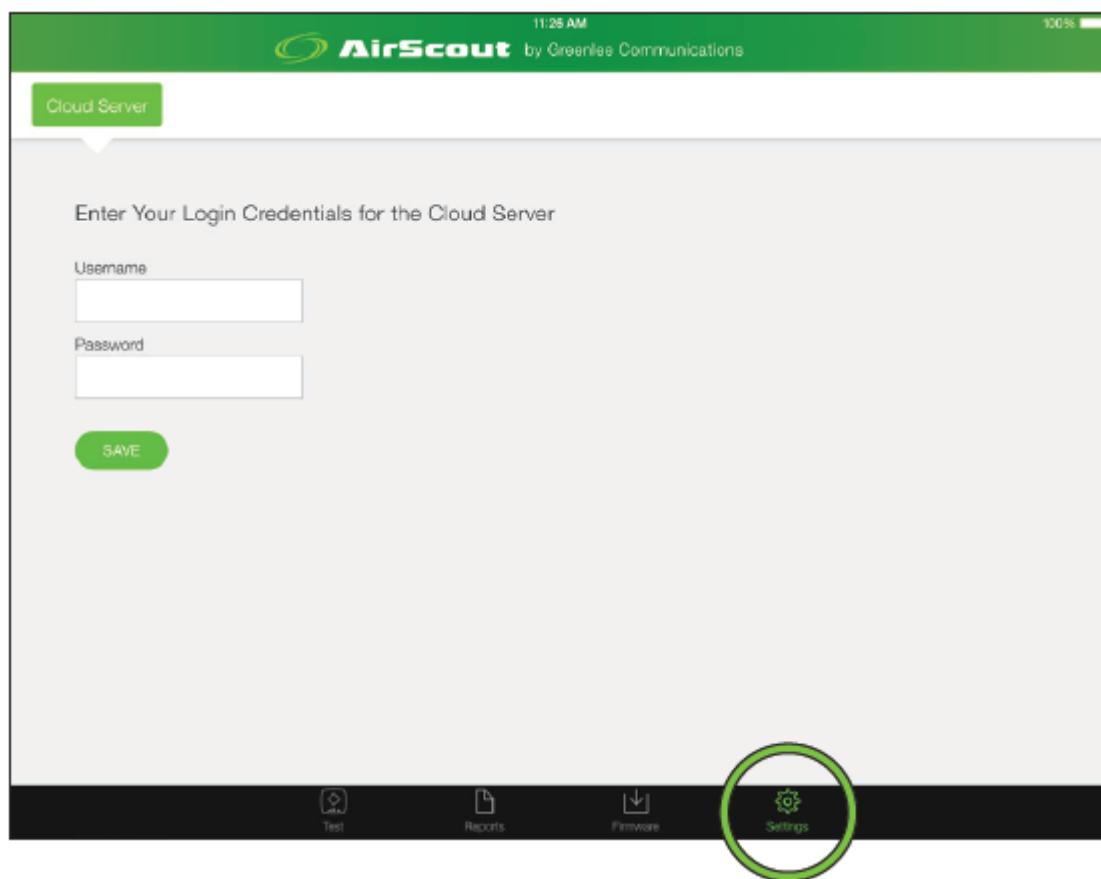 11:26 AM
100%
AirScout by Greenlee Communications
Cloud Server
Enter Your Login Credentials for the Cloud Server
Username
Password
SAVE
Test
Reports
Firmware
Settings